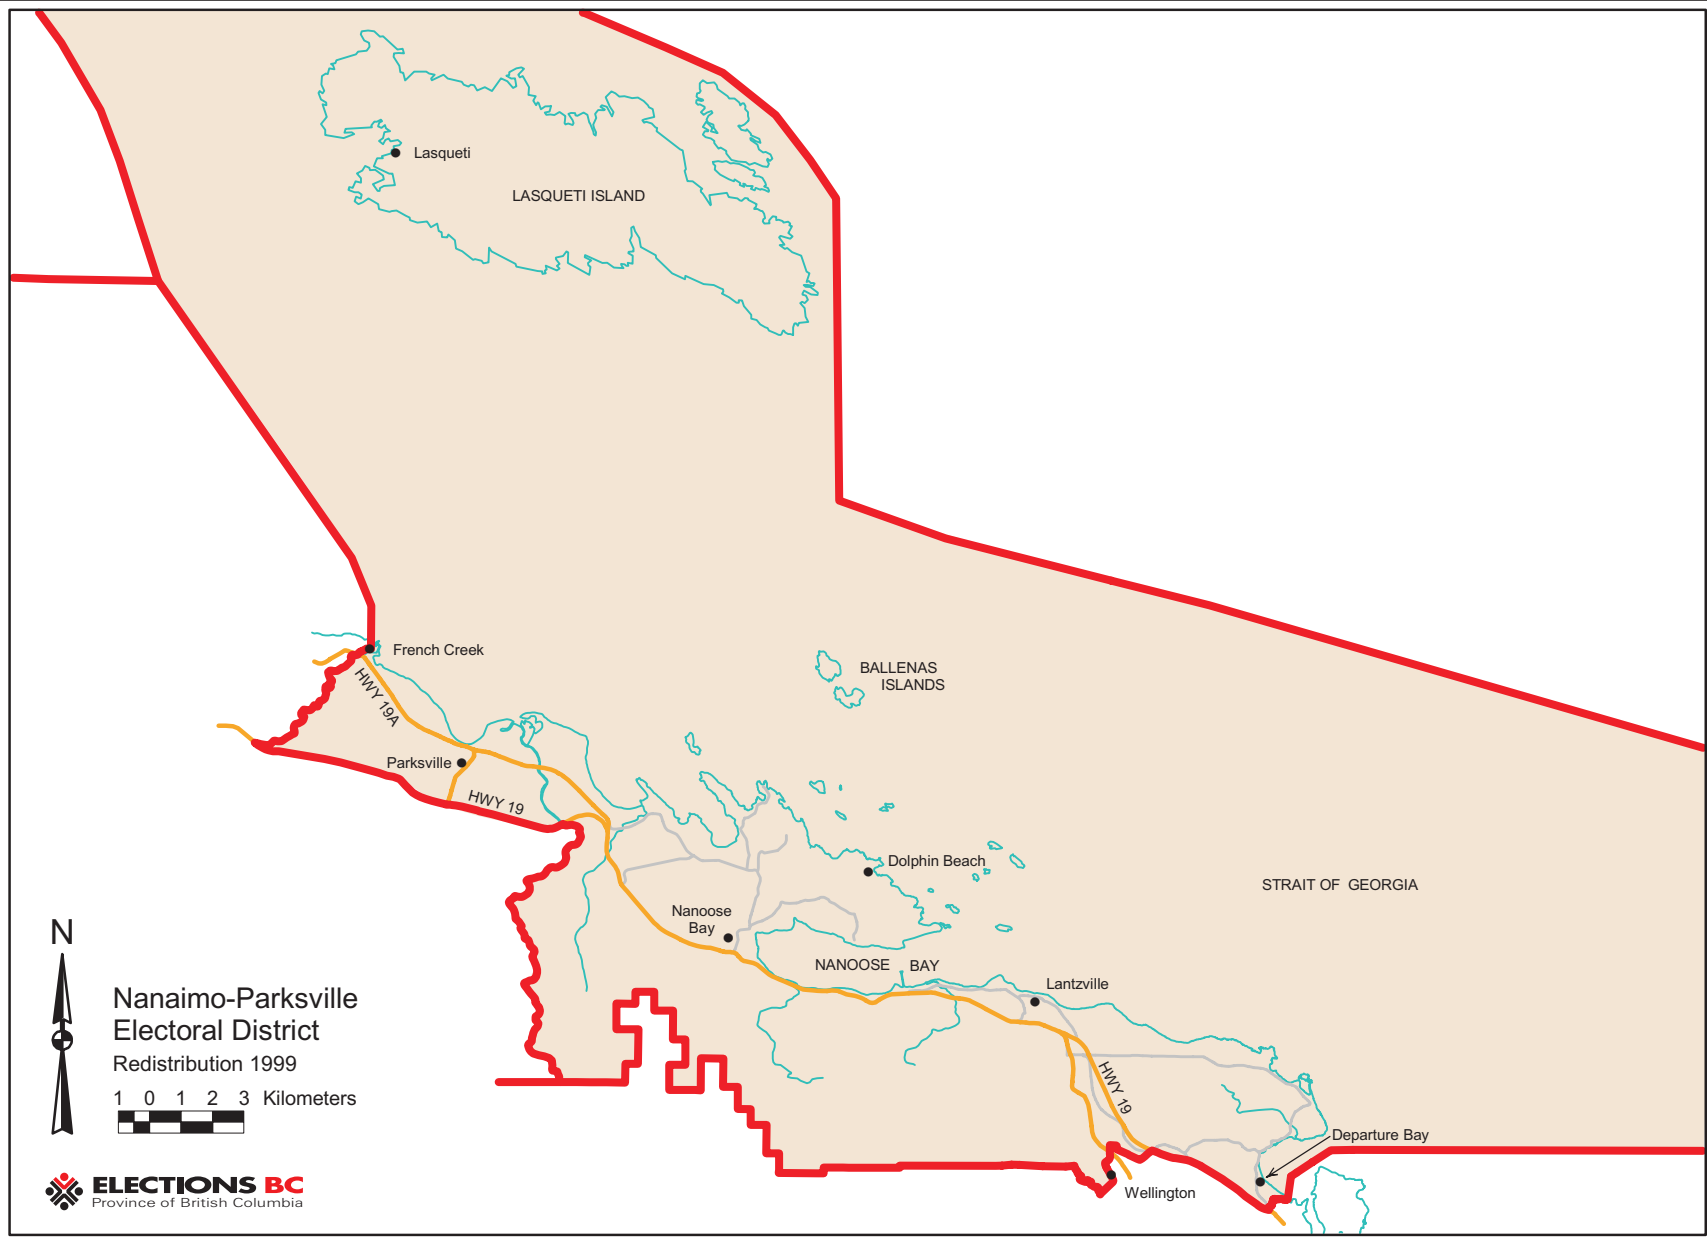 Lasqueti
LASQUETI ISLAND
French Creek
HWY 19A
BALLENAS
ISLANDS
Parksville
HWY 19
Dolphin Beach
STRAIT OF GEORGIA
Nanoose
Bay
NANOOSE BAY
Lantzville
HWY 19
Departure Bay
Wellington
N
Nanaimo-Parksville
Electoral District
Redistribution 1999
1 0 1 2 3 Kilometers
ELECTIONS BC
Province of British Columbia